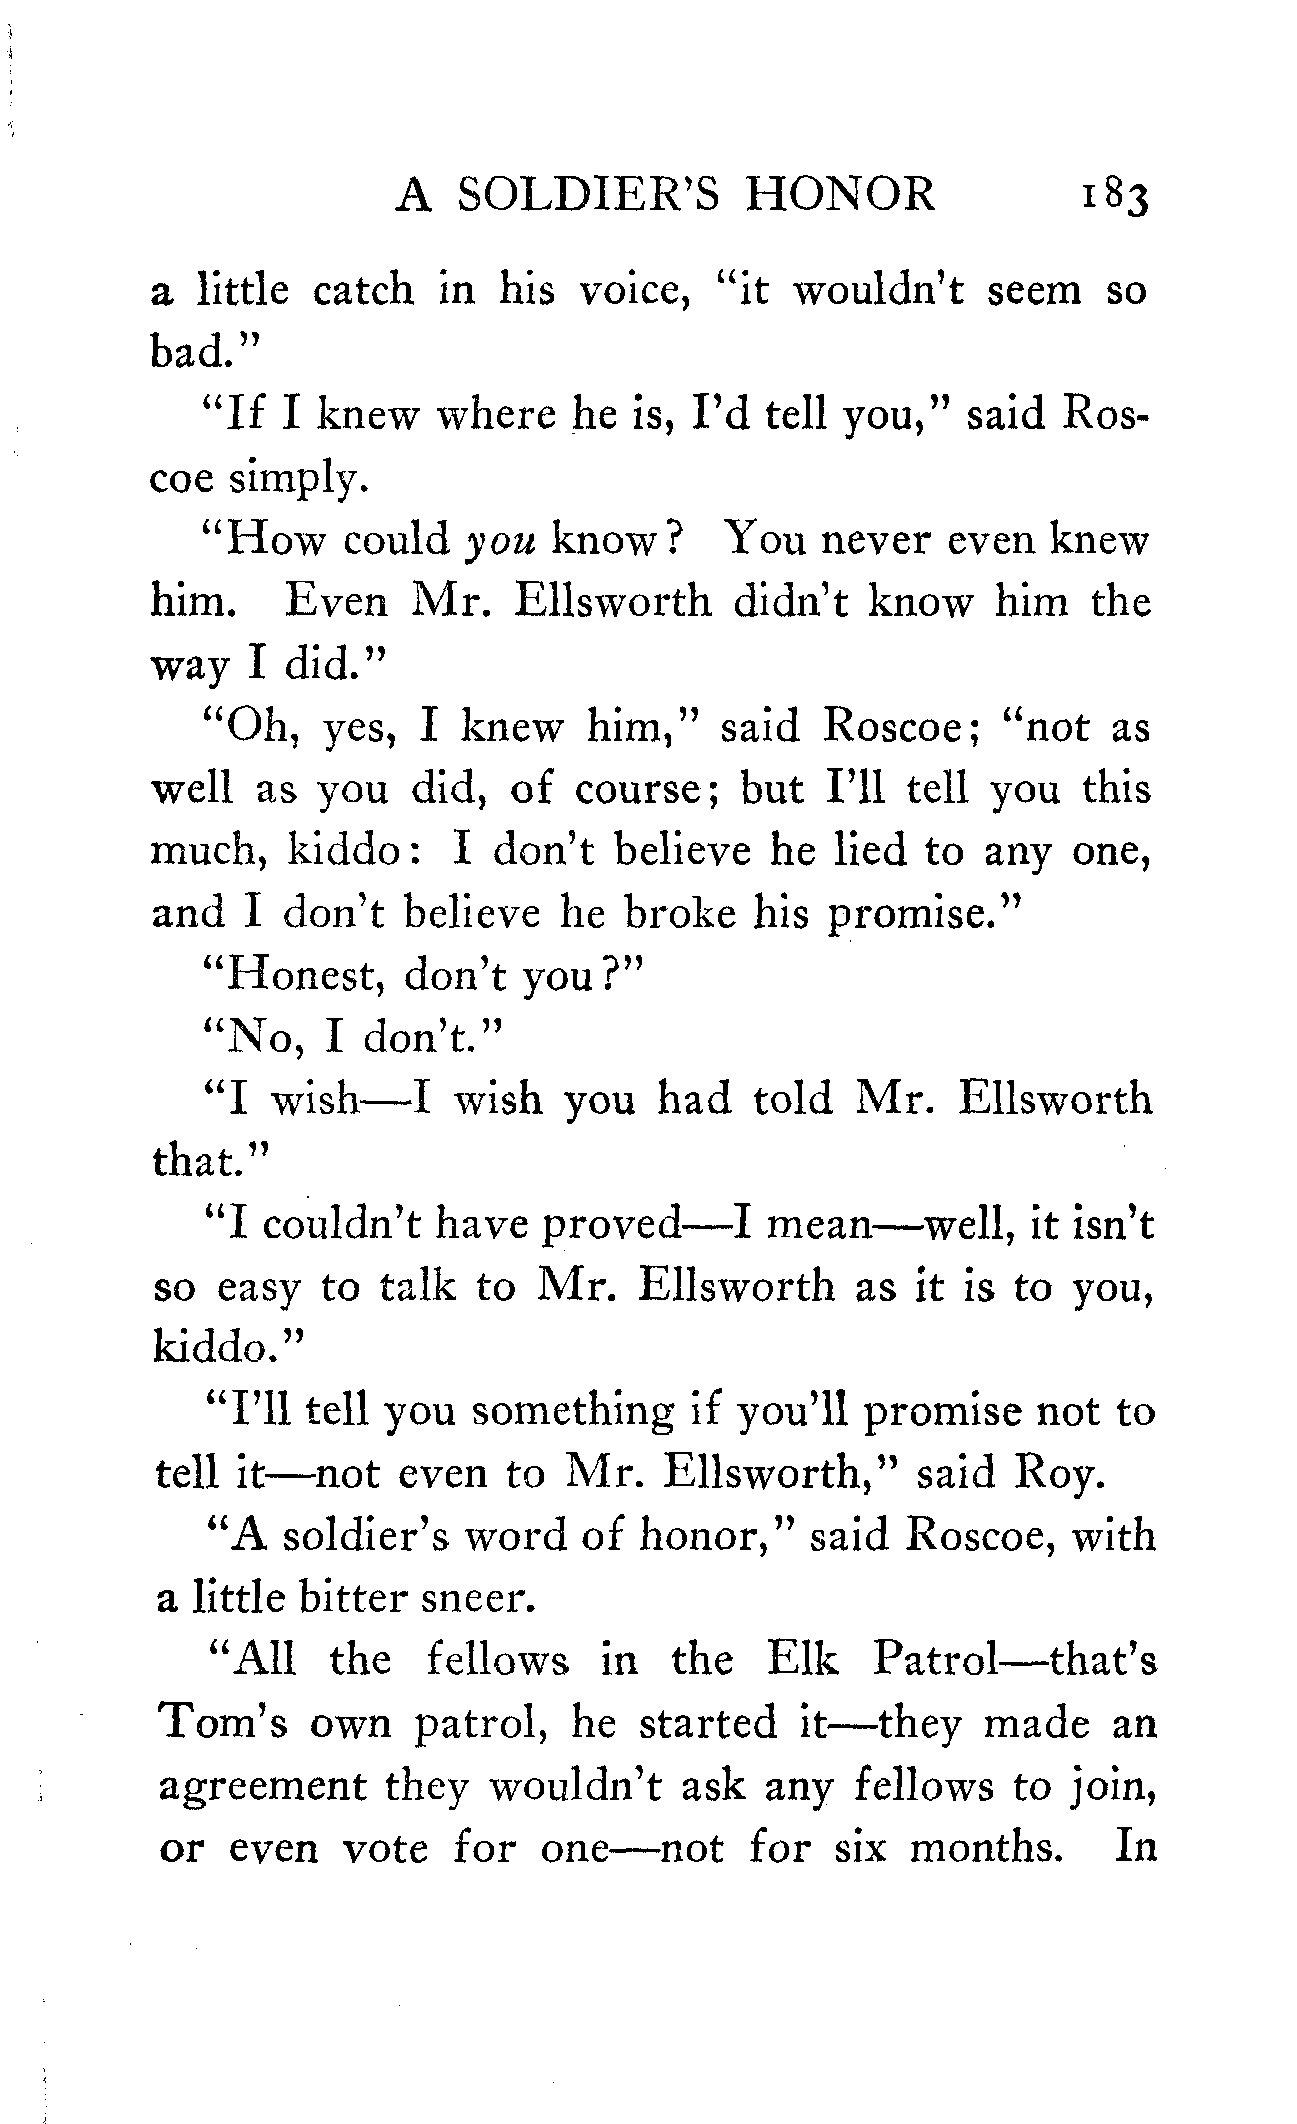 A SOLDIER'S HONOR 183
a little catch in his voice, "it wouldn't seem so
bad."
"If I knew where he is, I'd tell you," said Ros-
coe simply.
"How could you know? You never even knew
him. Even Mr. Ellsworth didn't know him the
way I did."
"Oh, yes, I knew him," said Roscoe; "not as
well as you did, of course; but I'll tell you this
much, kiddo: I don't believe he lied to any one,
and I don't believe he broke his promise."
"Honest, don't you?"
"No, I don't."
"I wish—I wish you had told Mr. Ellsworth
that."
"I couldn't have proved—I mean—well, it isn't
so easy to talk to Mr. Ellsworth as it is to you,
kiddo."
"I'll tell you something if you'll promise not to
tell it—not even to Mr. Ellsworth," said Roy.
"A soldier's word of honor," said Roscoe, with
a little bitter sneer.
"All the fellows in the Elk Patrol—that's
Tom's own patrol, he started it—they made an
agreement they wouldn't ask any fellows to join,
or even vote for one—not for six months. In